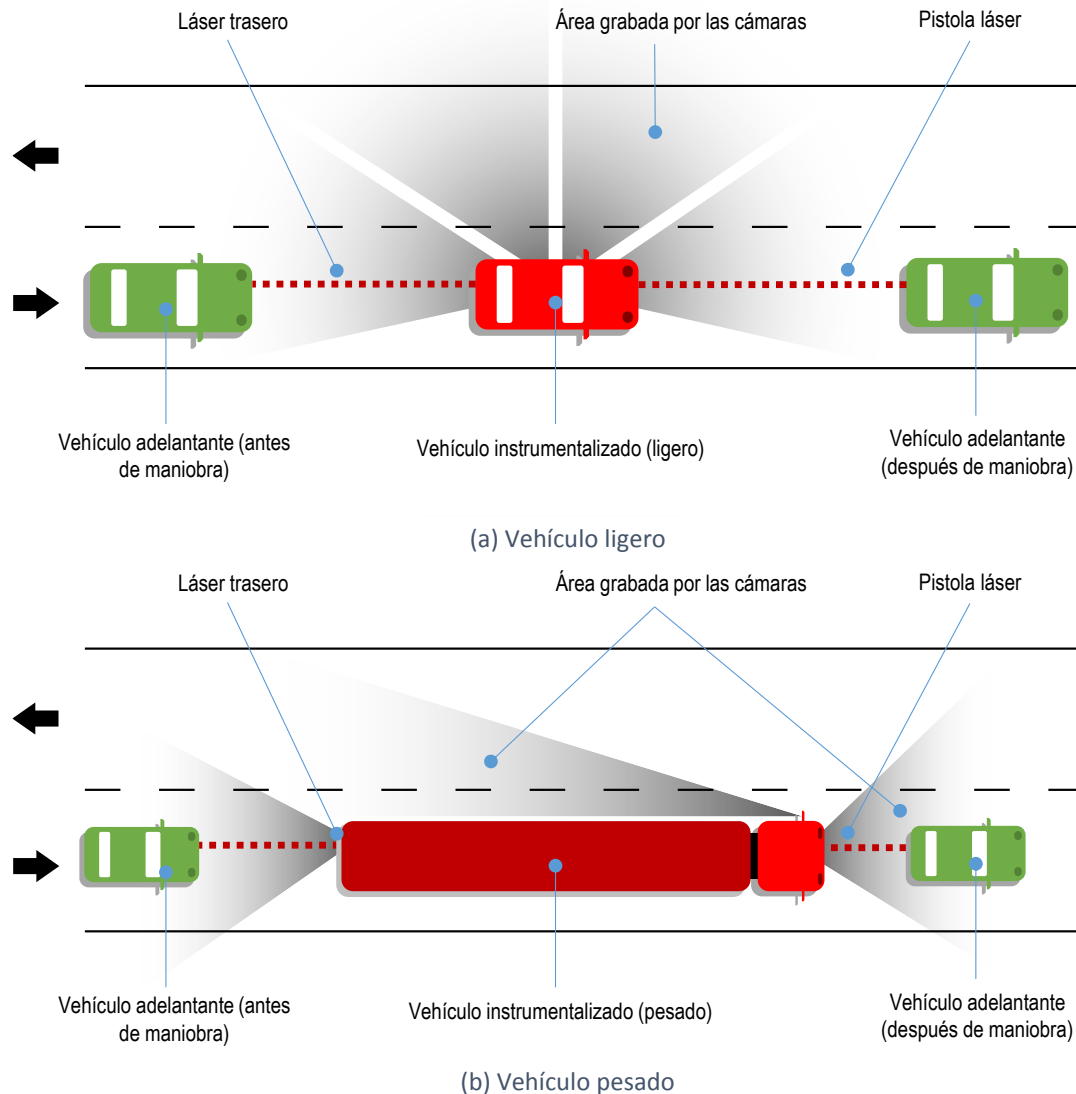 Láser trasero
Área grabada por las cámaras
Pistola láser
Vehículo adelantante (antes
de maniobra)
Vehículo instrumentalizado (ligero)
Vehículo adelantante
(después de maniobra)
(a) Vehículo ligero
Láser trasero
Área grabada por las cámaras
Pistola láser
Vehículo adelantante (antes
de maniobra)
Vehículo instrumentalizado (pesado)
Vehículo adelantante
(después de maniobra)
(b) Vehículo pesado